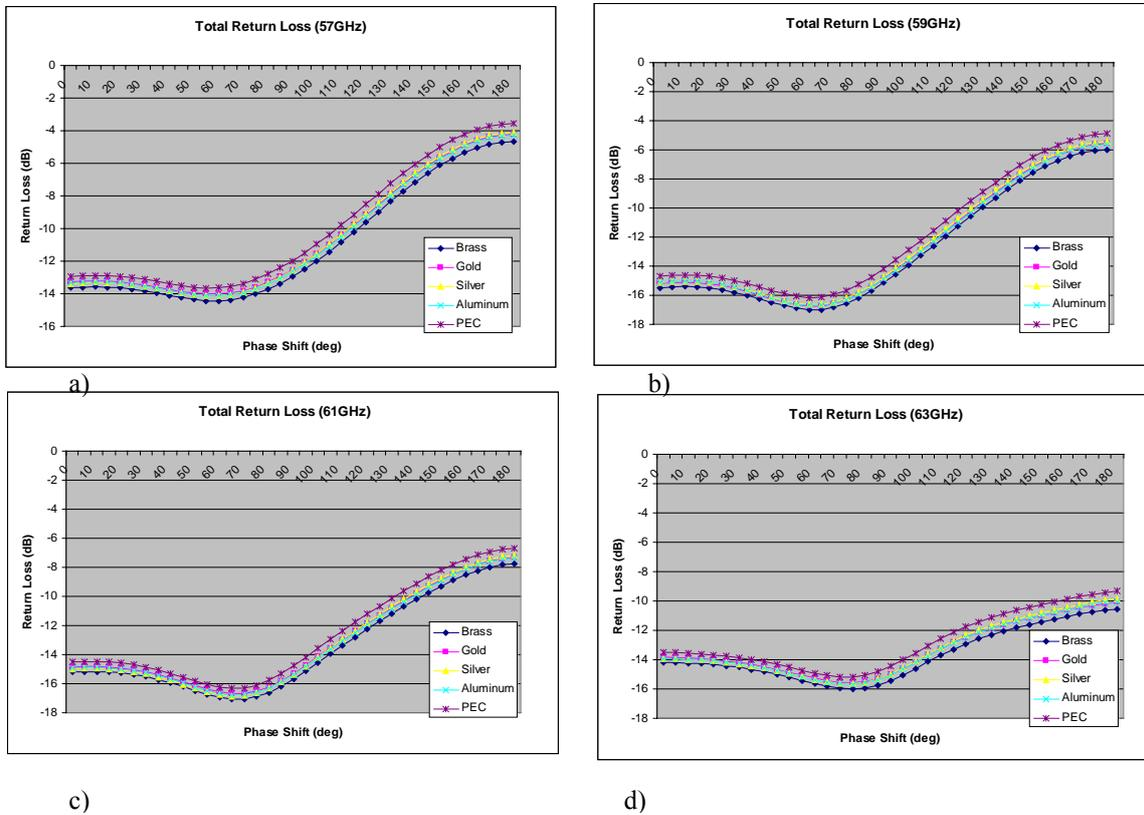 Total Return Loss (57GHz)
0
-2
-4
-6
-8
-10
-12
-14
-16
0 10 20 30 40 50 60 70 80 90 100 110 120 130 140 150 160 170 180
Return Loss (dB)
Phase Shift (deg)
Brass
Gold
Silver
Aluminum
PEC
a)
Total Return Loss (59GHz)
0
-2
-4
-6
-8
-10
-12
-14
-16
-18
0 10 20 30 40 50 60 70 80 90 100 110 120 130 140 150 160 170 180
Return Loss (dB)
Phase Shift (deg)
Brass
Gold
Silver
Aluminum
PEC
b)
Total Return Loss (61GHz)
0
-2
-4
-6
-8
-10
-12
-14
-16
-18
0 10 20 30 40 50 60 70 80 90 100 110 120 130 140 150 160 170 180
Return Loss (dB)
Phase Shift (deg)
Brass
Gold
Silver
Aluminum
PEC
c)
Total Return Loss (63GHz)
0
-2
-4
-6
-8
-10
-12
-14
-16
-18
0 10 20 30 40 50 60 70 80 90 100 110 120 130 140 150 160 170 180
Return Loss (dB)
Phase Shift (deg)
Brass
Gold
Silver
Aluminum
PEC
d)